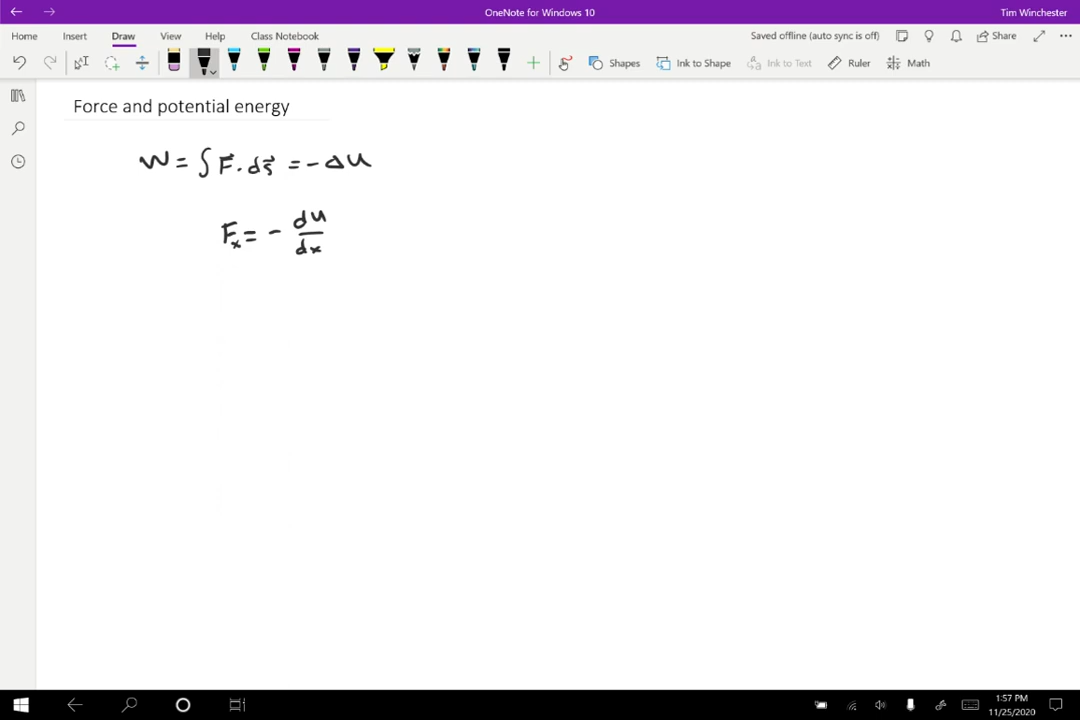 OneNote for Windows 10
Tim Winchester
Home Insert Draw View Help Class Notebook
Saved offline (auto sync is off) Share
Shapes Ink to Shape Ink to Text Ruler Math
Force and potential energy
W = ∫ F⃗ · ds⃗ = - ΔU
Fₓ = - dU/dx
1:57 PM
11/25/2020